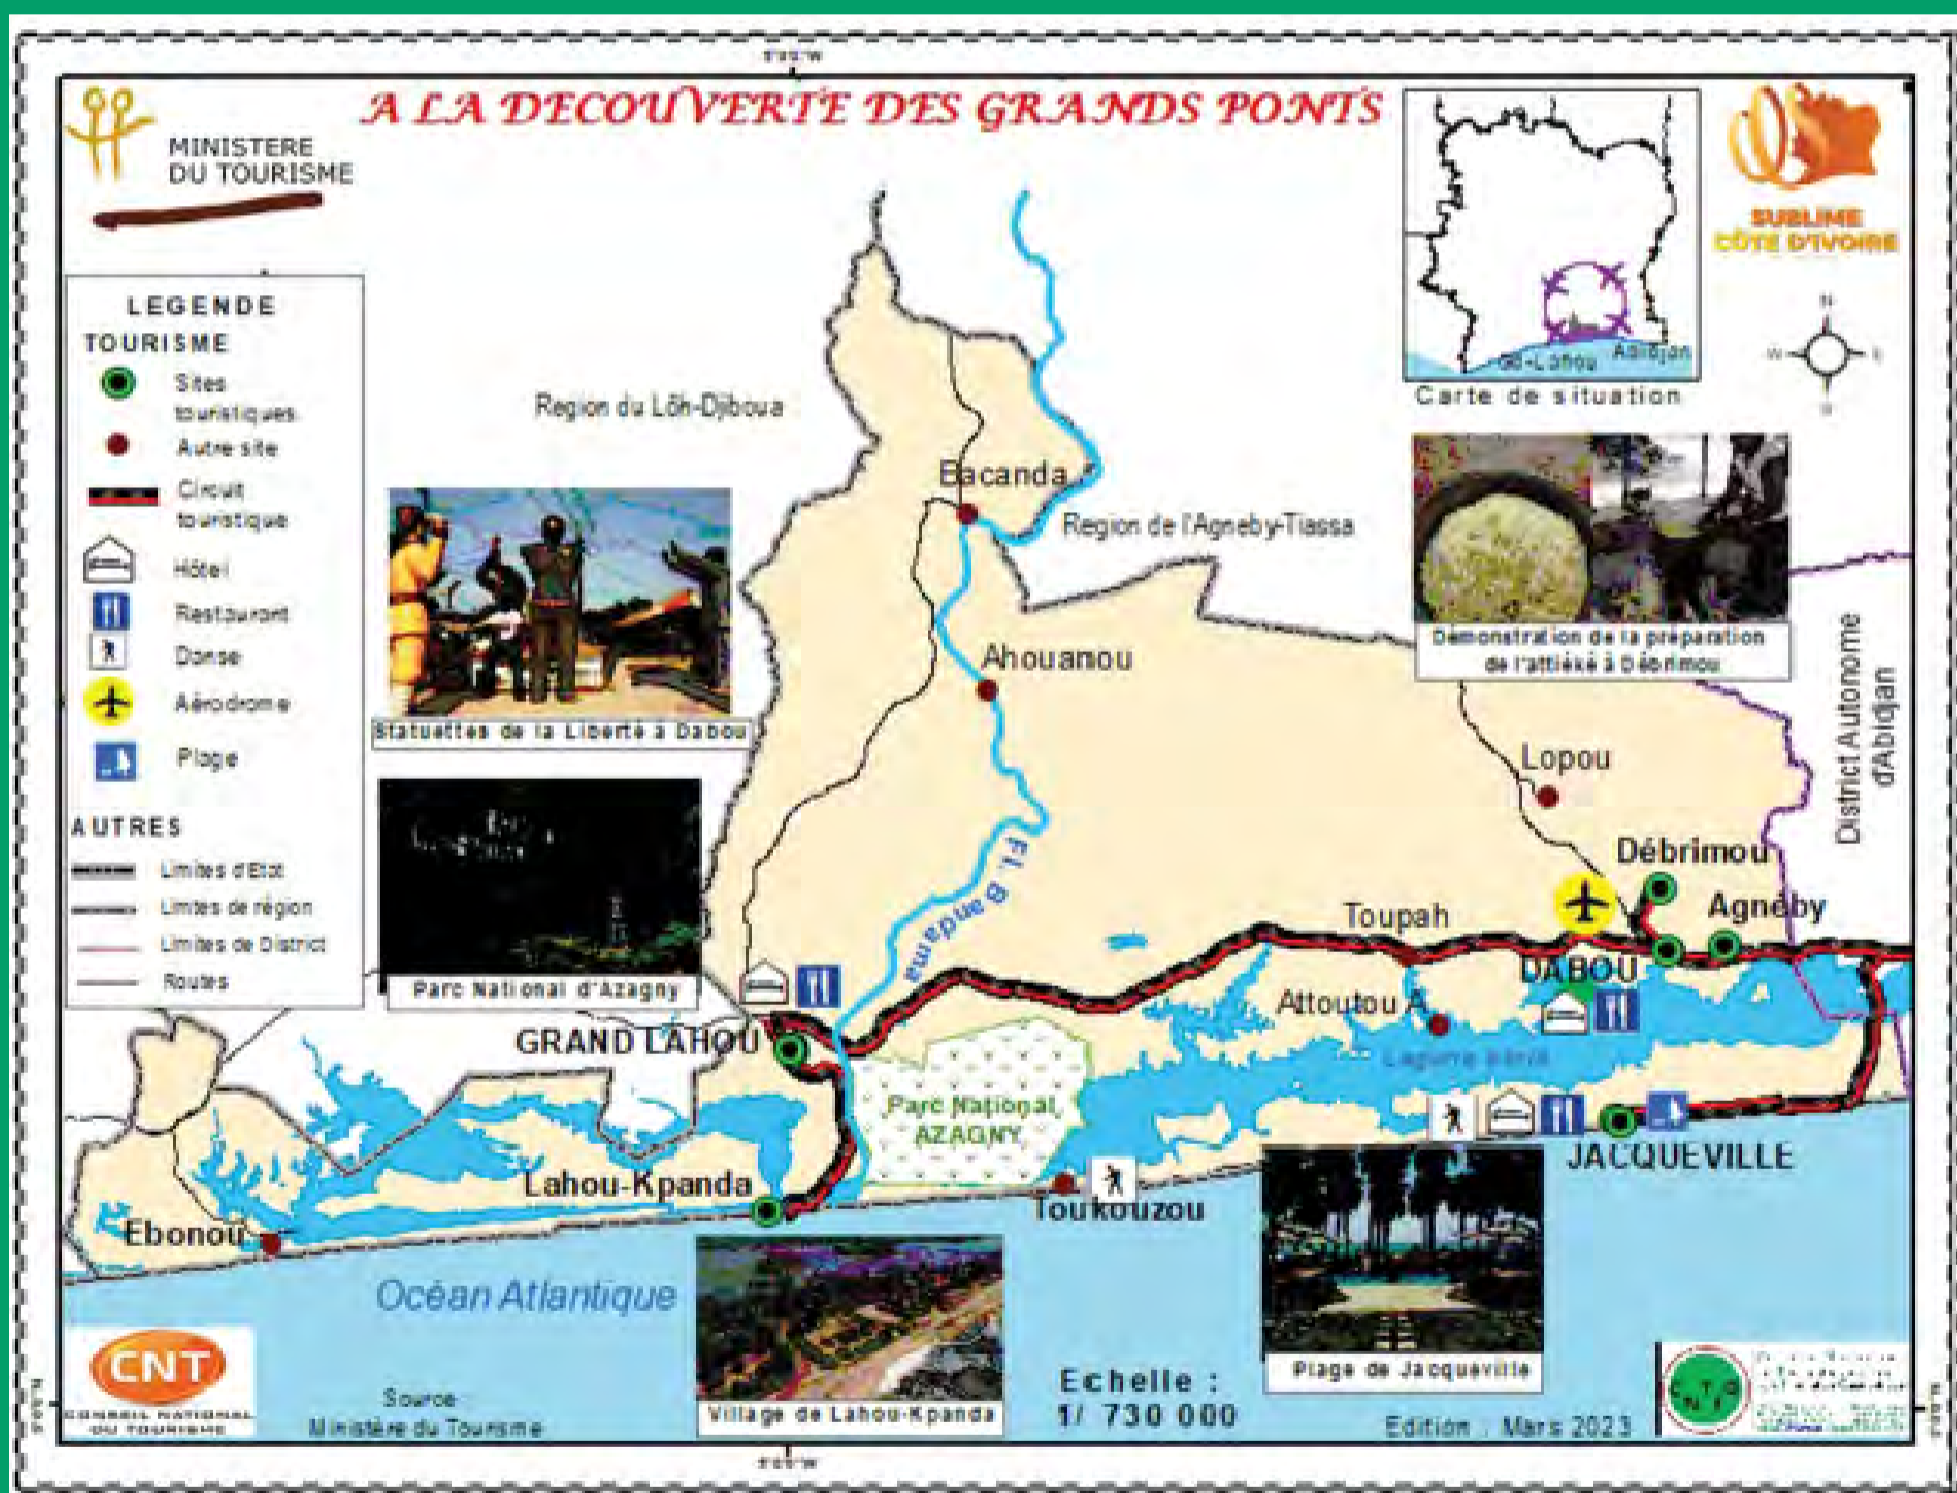 A LA DECOUVERTE DES GRANDS PONTS
MINISTERE
DU TOURISME
SUBLIME
CÔTE D'IVOIRE
N
W
E
Gd-Lahou
Abidjan
Carte de situation
LEGENDE
TOURISME
Sites
touristiques
Autre site
Circuit
touristique
Hôtel
Restaurant
Danse
Aérodrome
Plage
AUTRES
Limites d'Etat
Limites de région
Limites de District
Routes
Region du Lôh-Djiboua
Bacanda
Region de l'Agneby-Tiassa
Démonstration de la préparation
de l'attiéké à Débrimou
Statuettes de la Liberté à Dabou
Ahouanou
District Autonome
d'Abidjan
Lopou
Débrimou
Agnéby
Fl. Bandama
Toupah
DABOU
Parc National d'Azagny
Attoutou A
GRAND LAHOU
Lagune
Parc National
AZAGNY
JACQUEVILLE
Lahou-Kpanda
Toukouzou
Ebonou
Océan Atlantique
Plage de Jacqueville
CNT
CONSEIL NATIONAL
DU TOURISME
Source
Ministère du Tourisme
Village de Lahou-Kpanda
Echelle :
1/ 730 000
Edition : Mars 2023